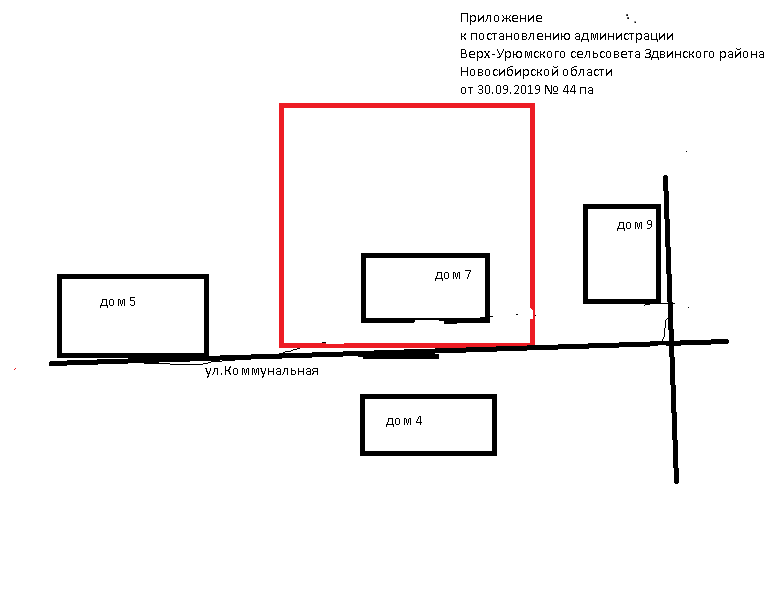 Приложение
к постановлению администрации
Верх-Урюмского сельсовета Здвинского района
Новосибирской области
от 30.09.2019 № 44 па
дом 9
дом 7
дом 5
ул.Коммунальная
дом 4